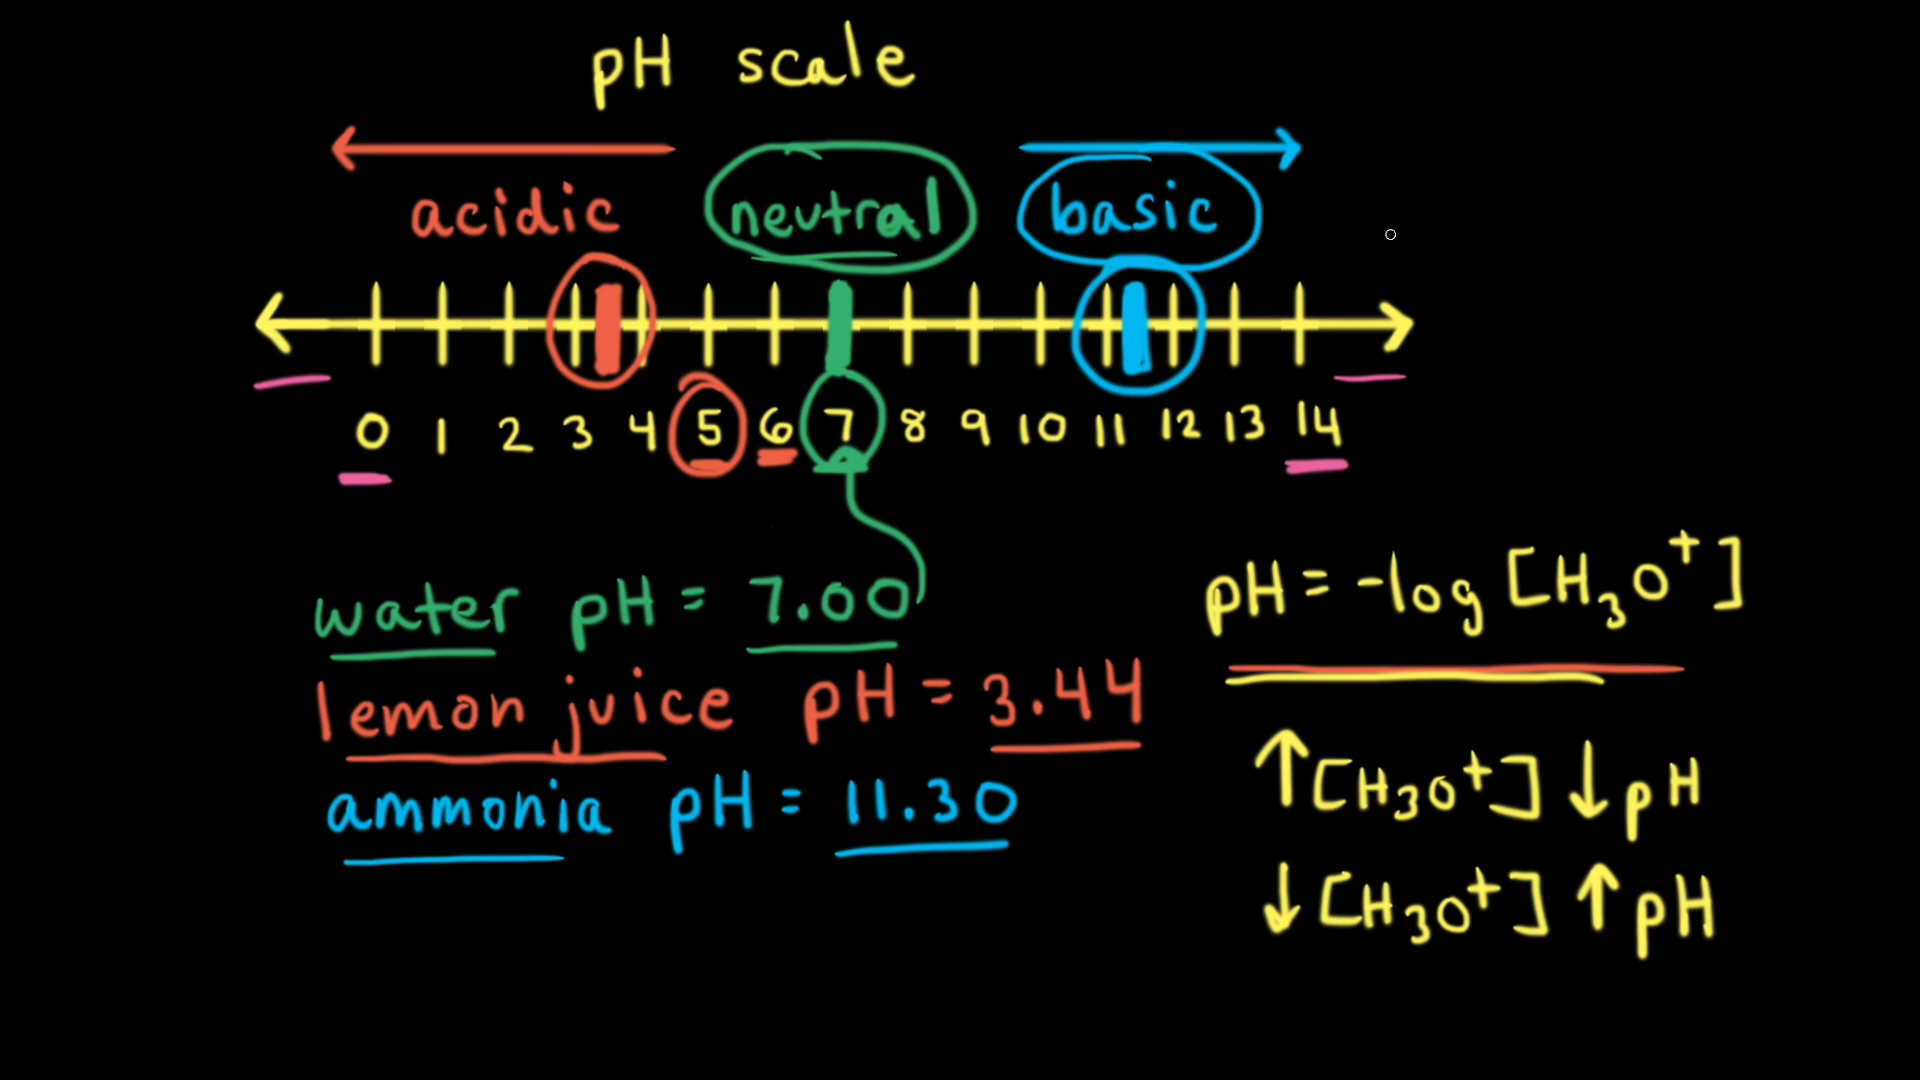 pH scale
acidic neutral basic
0 1 2 3 4 5 6 7 8 9 10 11 12 13 14
water pH = 7.00
lemon juice pH = 3.44
ammonia pH = 11.30
pH = -log [H₃O⁺]
↑ [H₃O⁺] ↓ pH
↓ [H₃O⁺] ↑ pH